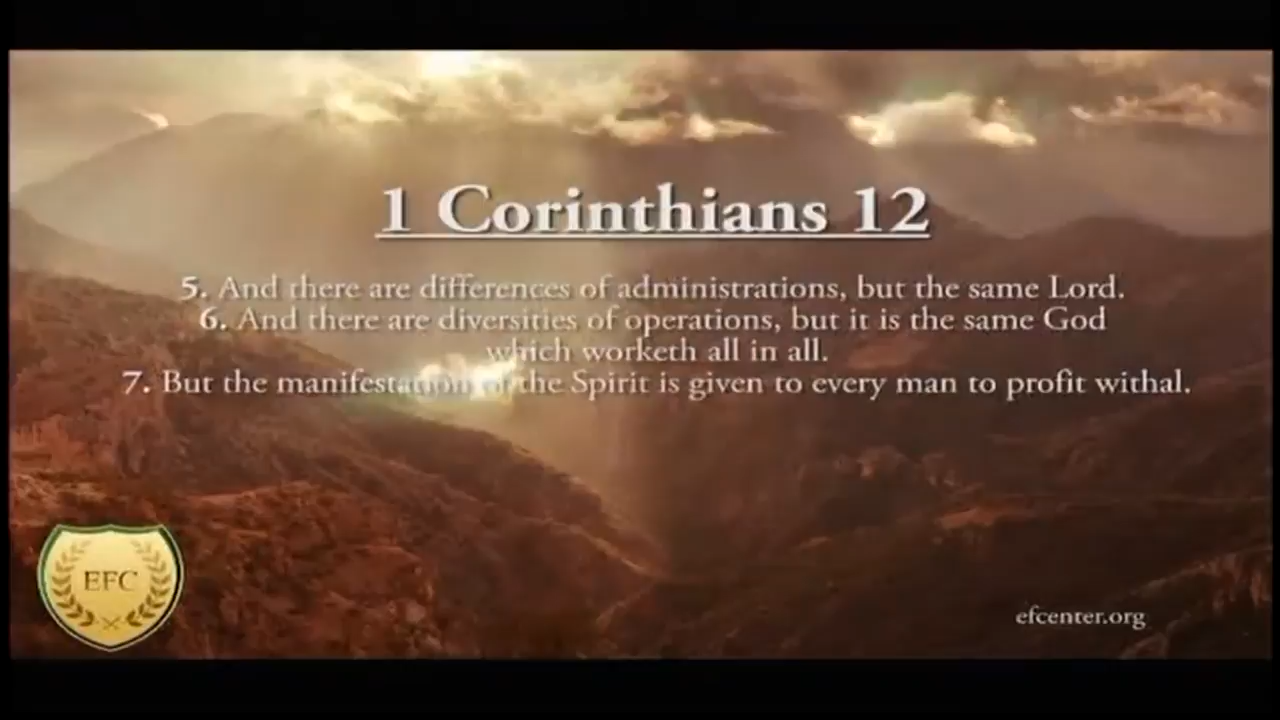 1 Corinthians 12
5. And there are differences of administrations, but the same Lord.
6. And there are diversities of operations, but it is the same God
which worketh all in all.
7. But the manifestation of the Spirit is given to every man to profit withal.
EFC
efcenter.org